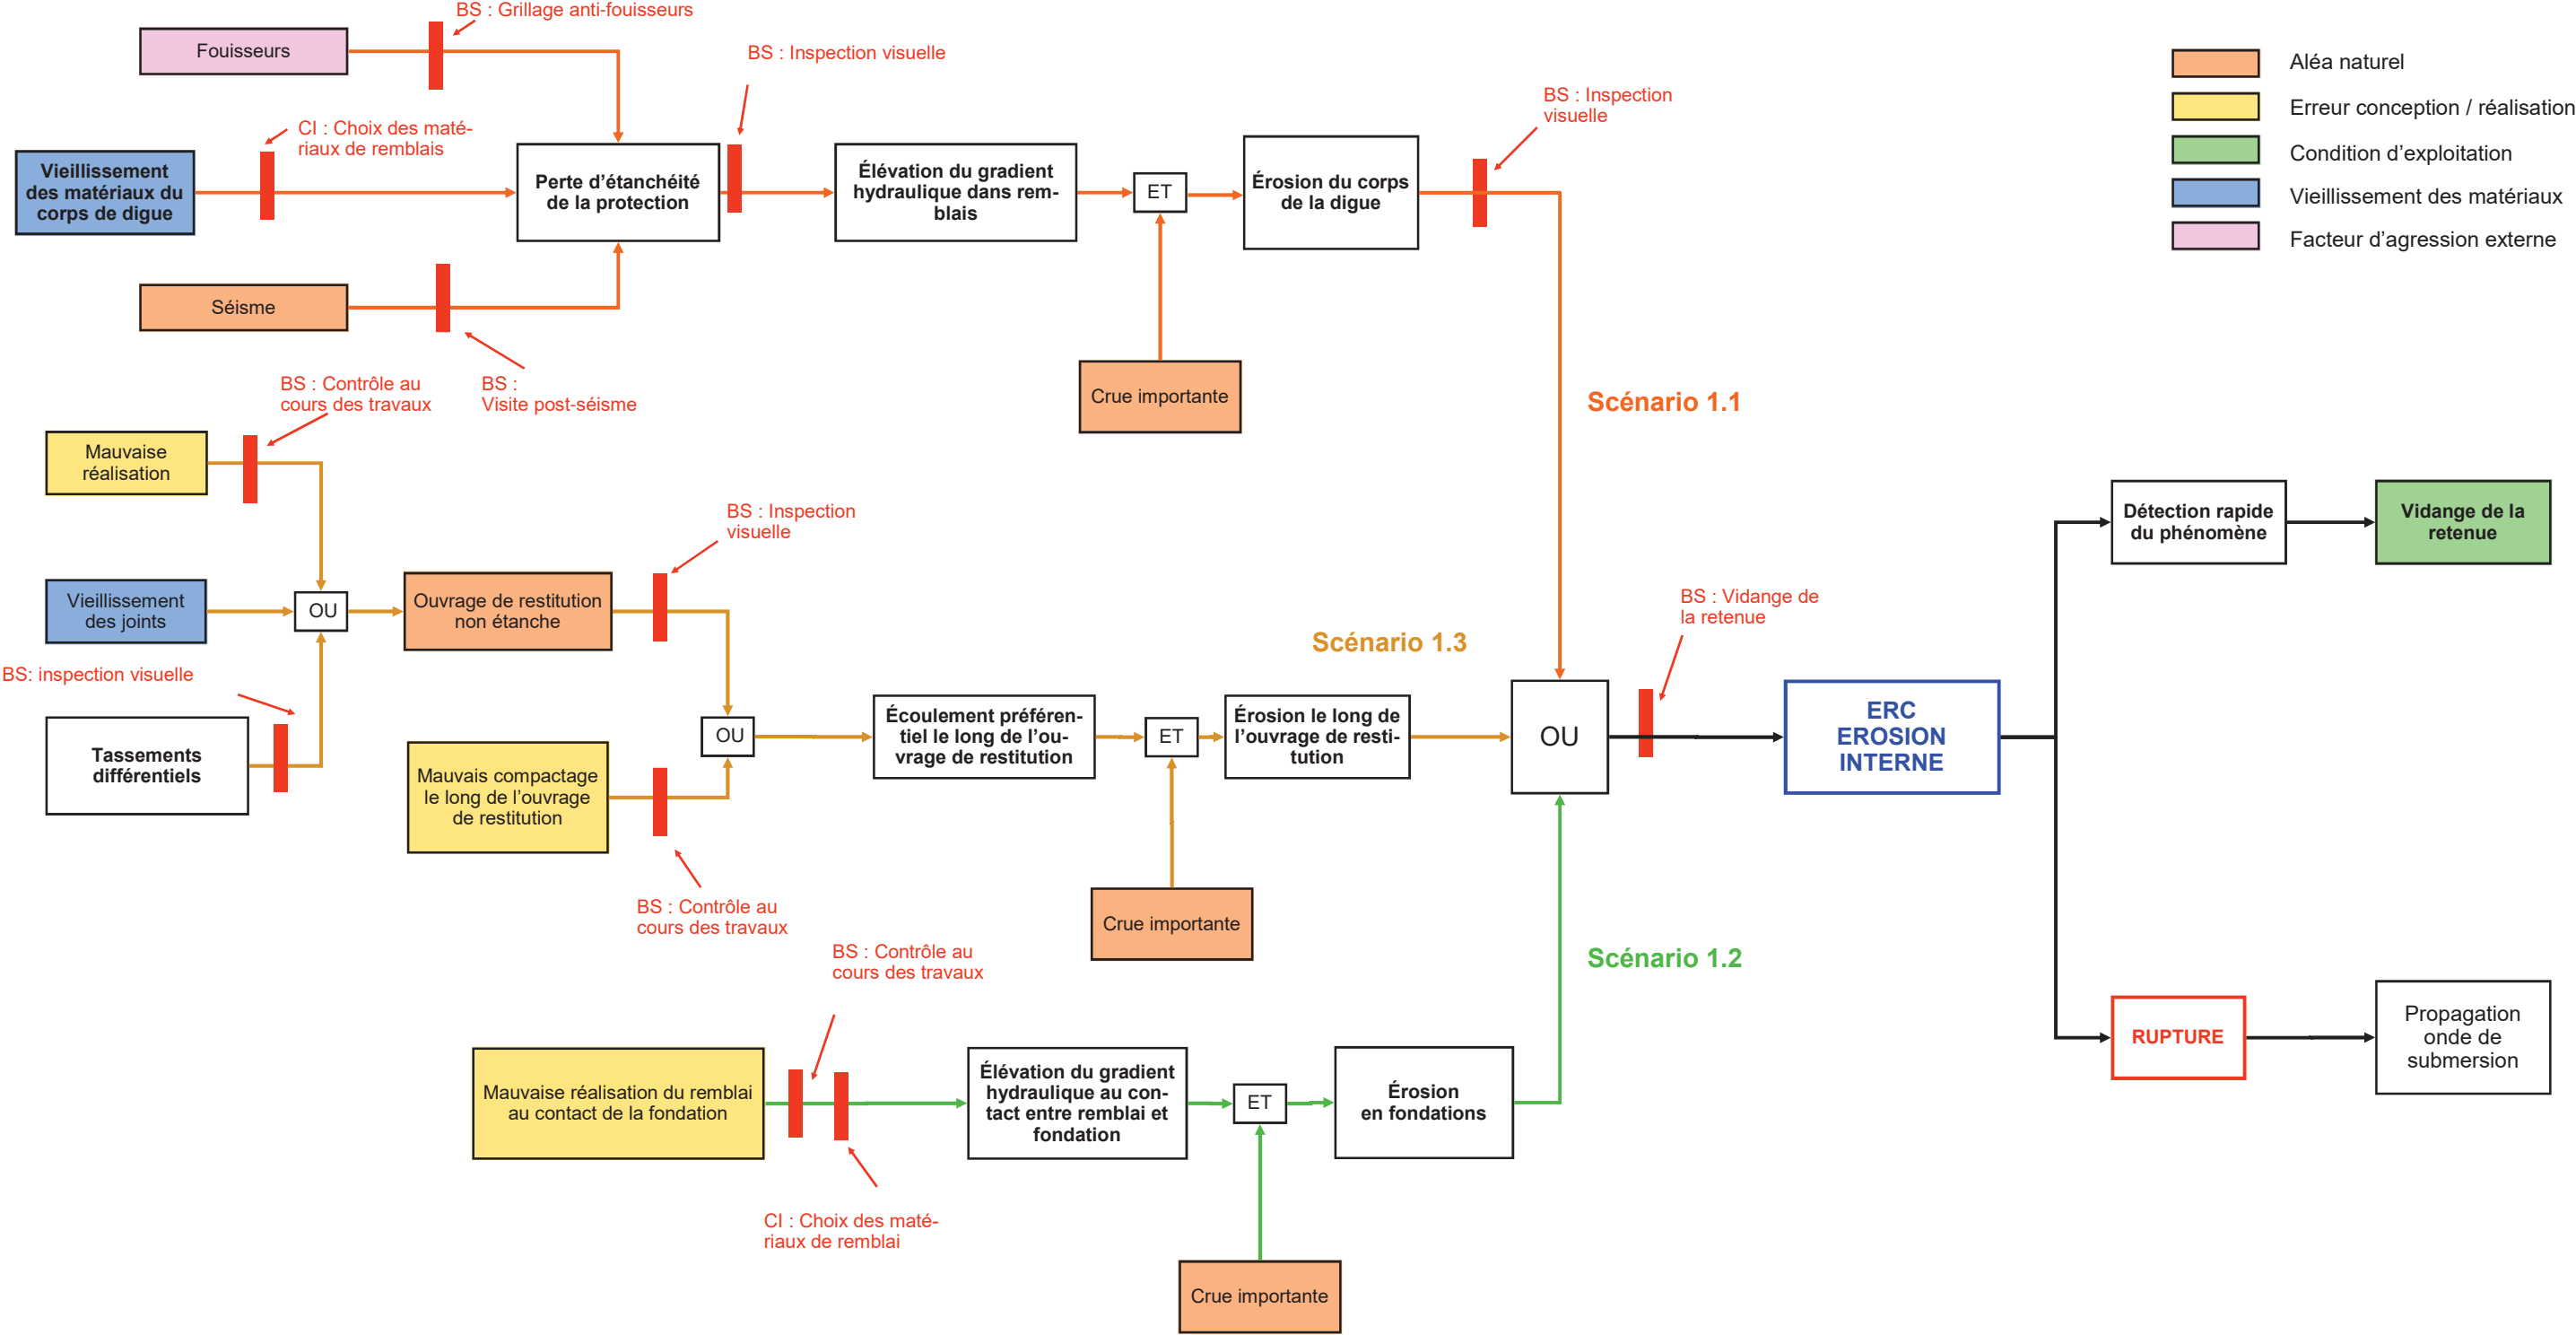 BS : Grillage anti-fouisseurs
Fouisseurs
BS : Inspection visuelle
Aléa naturel
Erreur conception / réalisation
Condition d'exploitation
Vieillissement des matériaux
Facteur d'agression externe
BS : Inspection
visuelle
CI : Choix des maté-
riaux de remblais
Vieillissement
des matériaux du
corps de digue
Perte d'étanchéité
de la protection
Élévation du gradient
hydraulique dans rem-
blais
ET
Érosion du corps
de la digue
Séisme
BS :
Visite post-séisme
Crue importante
Scénario 1.1
BS : Contrôle au
cours des travaux
Mauvaise
réalisation
Vieillissement
des joints
OU
Ouvrage de restitution
non étanche
BS : Inspection
visuelle
BS: inspection visuelle
Tassements
différentiels
Mauvais compactage
le long de l'ouvrage
de restitution
BS : Contrôle au
cours des travaux
OU
Écoulement préféren-
tiel le long de l'ou-
vrage de restitution
ET
Érosion le long de
l'ouvrage de resti-
tution
Scénario 1.3
Crue importante
OU
BS : Vidange de
la retenue
ERC
EROSION
INTERNE
Détection rapide
du phénomène
Vidange de la
retenue
RUPTURE
Propagation
onde de
submersion
Scénario 1.2
BS : Contrôle au
cours des travaux
Mauvaise réalisation du remblai
au contact de la fondation
CI : Choix des maté-
riaux de remblai
Élévation du gradient
hydraulique au con-
tact entre remblai et
fondation
ET
Érosion
en fondations
Crue importante